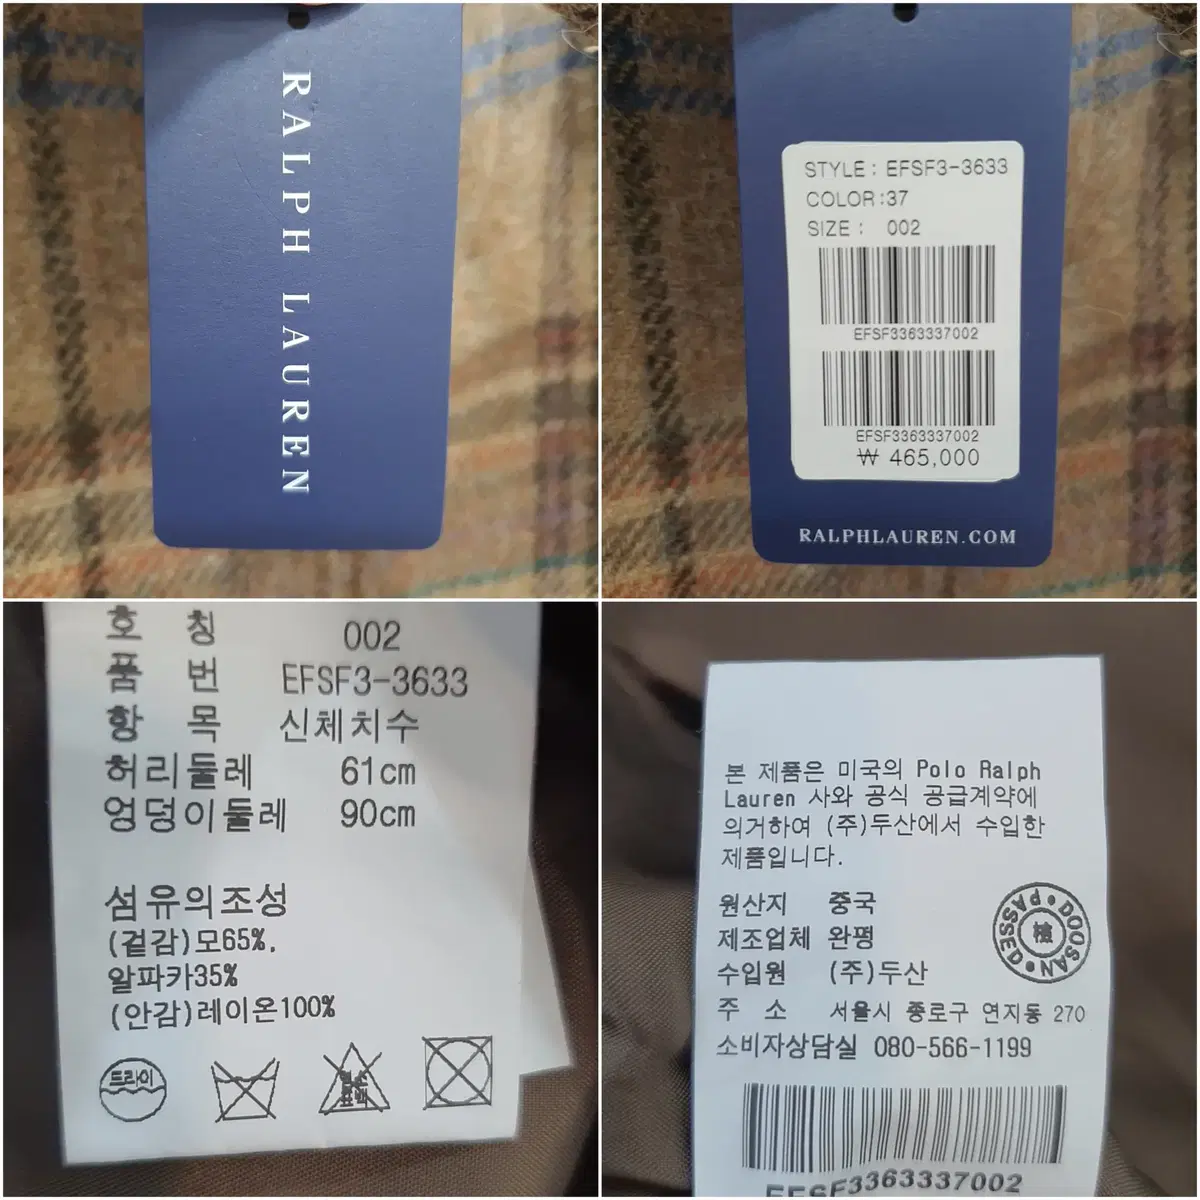 RALPH LAUREN
STYLE : EFSF3-3633
COLOR :37
SIZE : 002
EFSF3363337002
EFSF3363337002
₩ 465,000
RALPHLAUREN.COM
호 칭 002
품 번 EFSF3-3633
항 목 신체치수
허리둘레 61cm
엉덩이둘레 90cm
섬유의조성
(겉감)모65%,
알파카35%
(안감)레이온100%
드라이
염소
표백
본 제품은 미국의 Polo Ralph
Lauren 사와 공식 공급계약에
의거하여 (주)두산에서 수입한
제품입니다.
원산지 중국
제조업체 완평
수입원 (주)두산
주 소 서울시 종로구 연지동 270
소비자상담실 080-566-1199
DOOSAN PASSED
EFSF3363337002